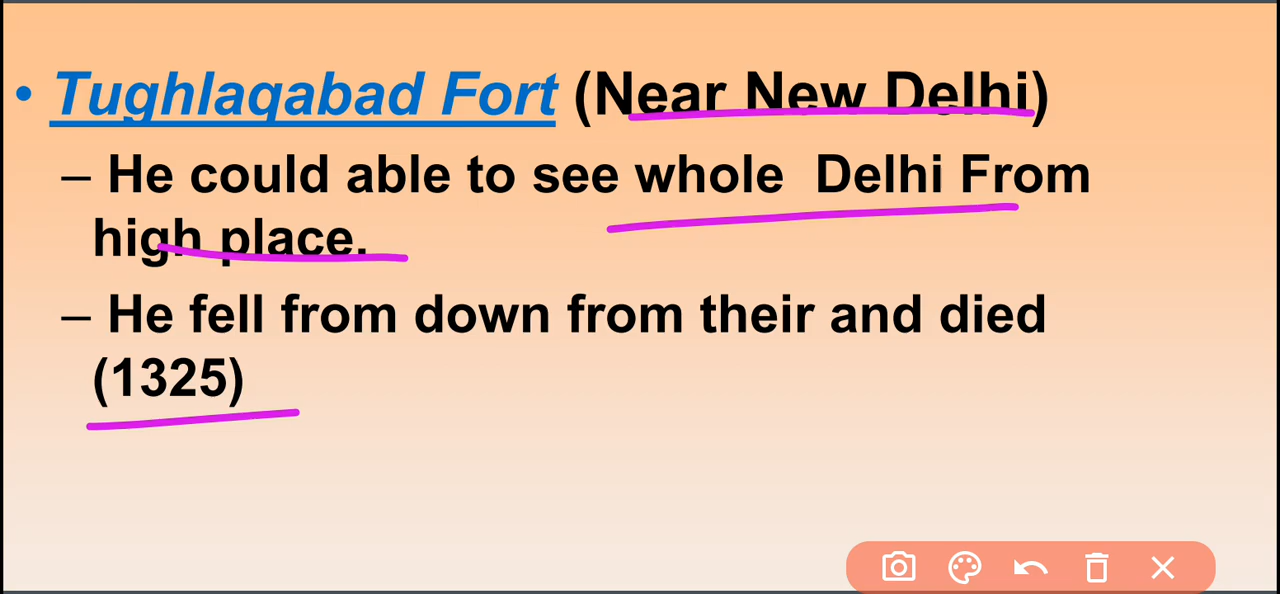 • Tughlaqabad Fort (Near New Delhi)
– He could able to see whole Delhi From
high place.
– He fell from down from their and died
(1325)